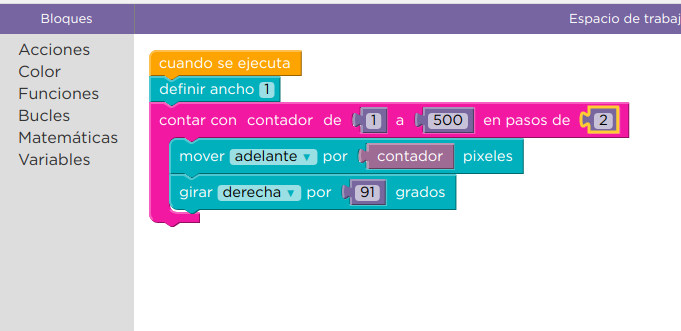 Bloques
Espacio de trabaj
Acciones
Color
Funciones
Bucles
Matemáticas
Variables
cuando se ejecuta
definir ancho 1
contar con contador de 1 a 500 en pasos de 2
mover adelante por contador pixeles
girar derecha por 91 grados